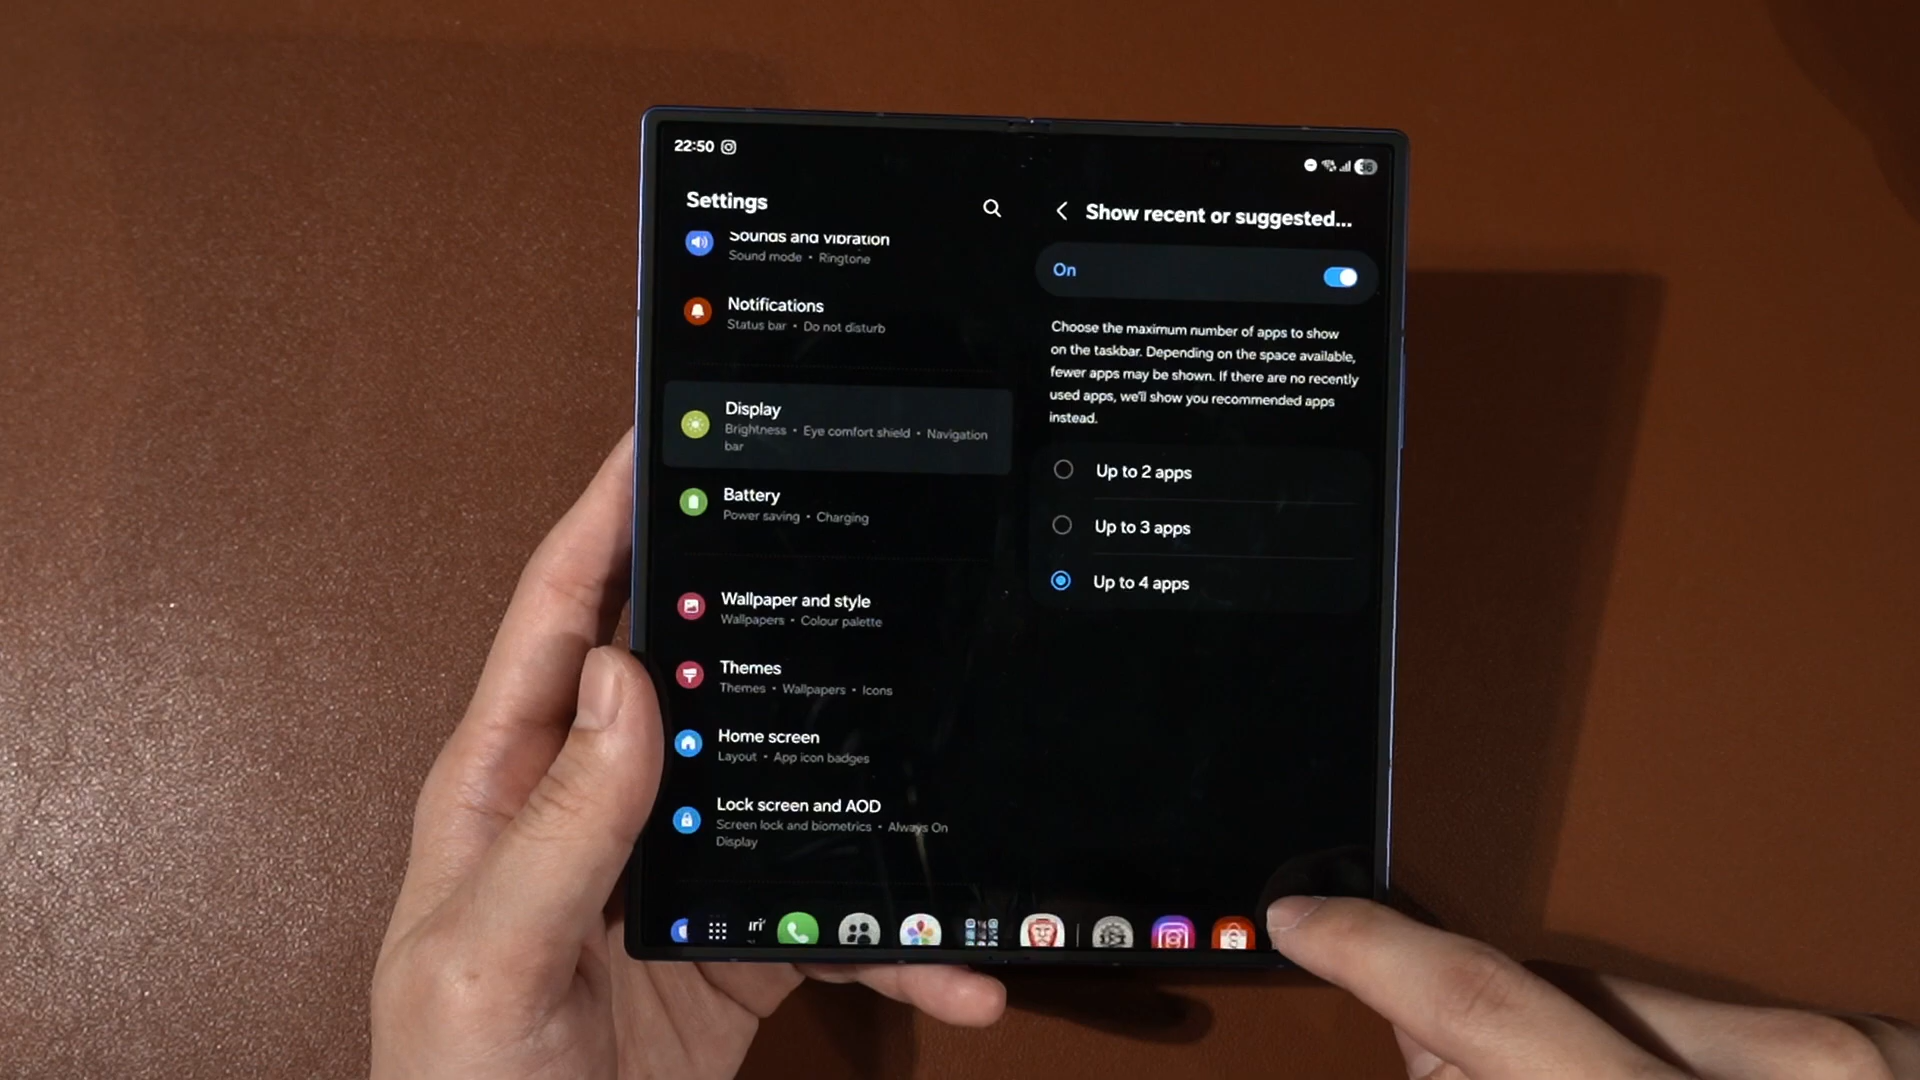 22:50
36
Settings
Sounds and vibration
Sound mode • Ringtone
Notifications
Status bar • Do not disturb
Display
Brightness • Eye comfort shield • Navigation
bar
Battery
Power saving • Charging
Wallpaper and style
Wallpapers • Colour palette
Themes
Themes • Wallpapers • Icons
Home screen
Layout • App icon badges
Lock screen and AOD
Screen lock and biometrics • Always On
Display
Show recent or suggested...
On
Choose the maximum number of apps to show
on the taskbar. Depending on the space available,
fewer apps may be shown. If there are no recently
used apps, we'll show you recommended apps
instead.
Up to 2 apps
Up to 3 apps
Up to 4 apps